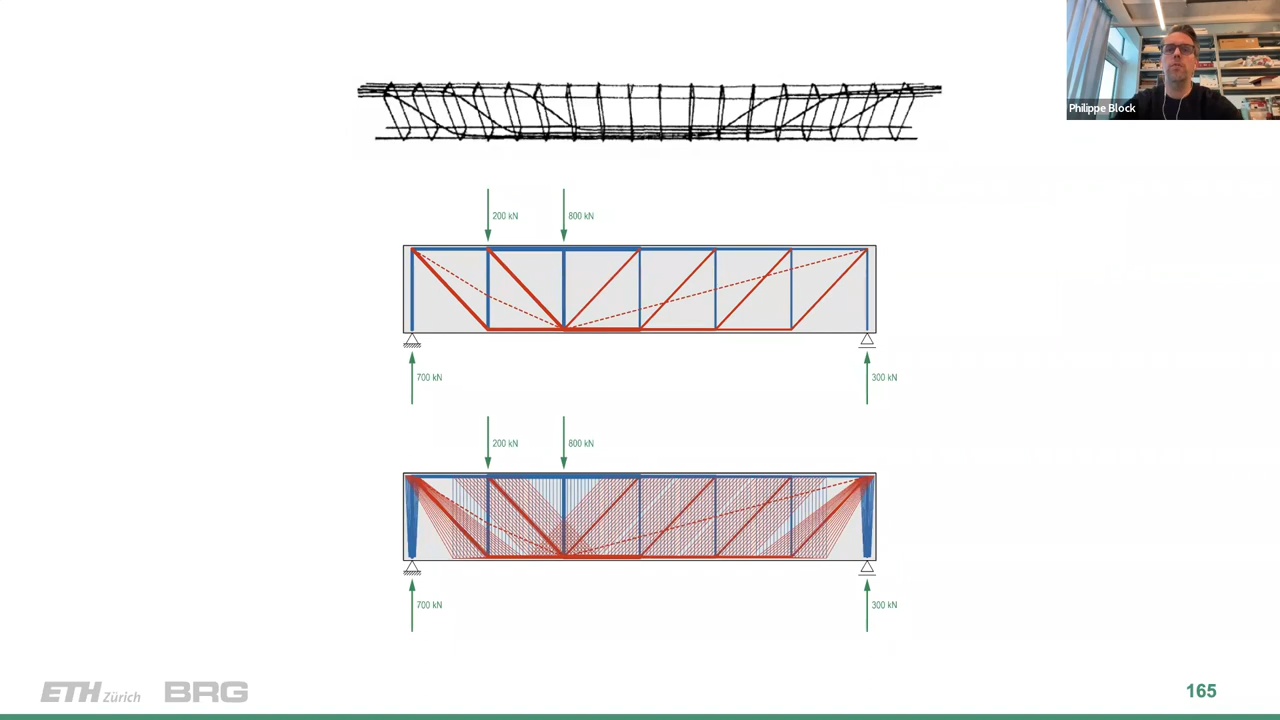 Philippe Block
200 kN
800 kN
700 kN
300 kN
200 kN
800 kN
700 kN
300 kN
ETH Zürich BRG
165